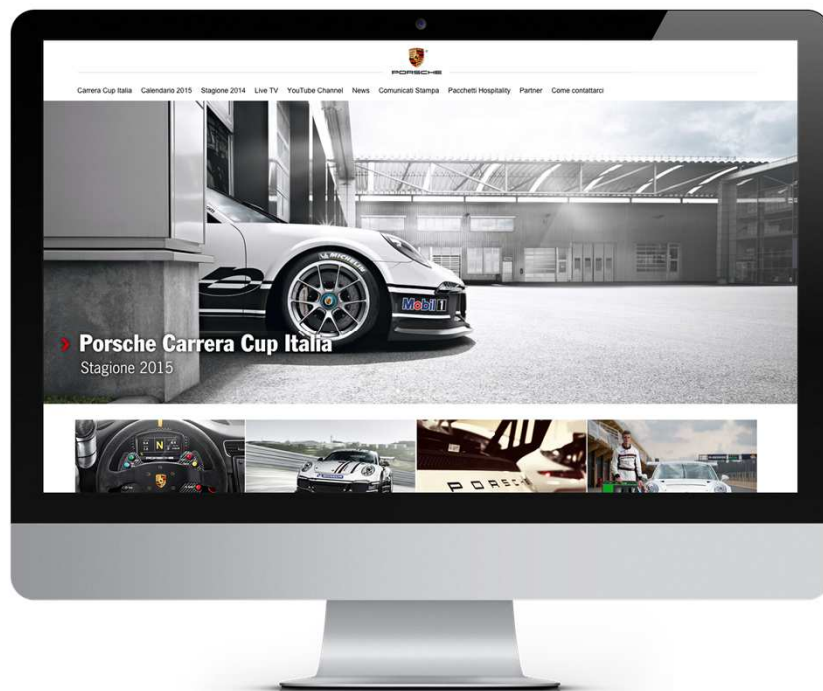 PORSCHE
Carrera Cup Italia Calendario 2015 Stagione 2014 Live TV YouTube Channel News Comunicati Stampa Pacchetti Hospitality Partner Come contattarci
MICHELIN
Mobil 1
Porsche Carrera Cup Italia
Stagione 2015
N
PORSCHE
PORSC